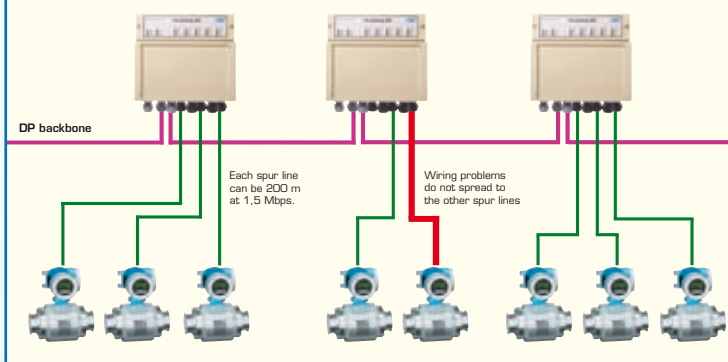 DP backbone
Each spur line
can be 200 m
at 1,5 Mbps.
Wiring problems
do not spread to
the other spur lines